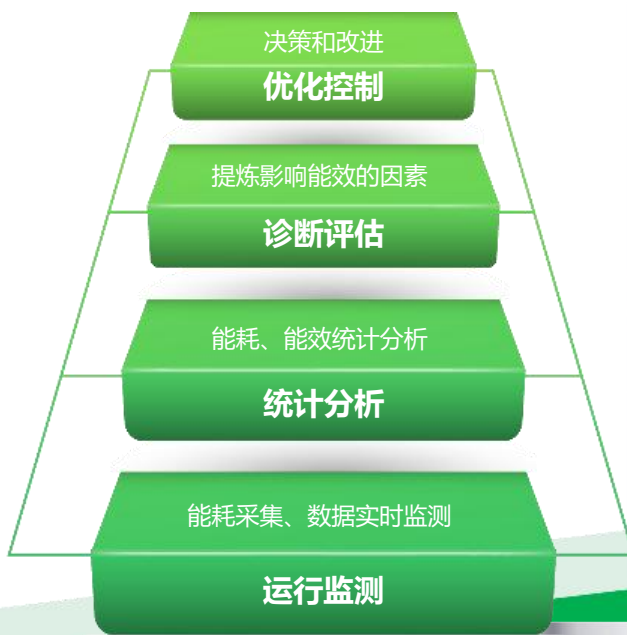 决策和改进
优化控制
提炼影响能效的因素
诊断评估
能耗、能效统计分析
统计分析
能耗采集、数据实时监测
运行监测